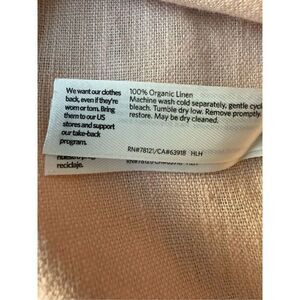 We want our clothes
back, even if they're
worn or torn. Bring
them to our US
stores and support
our take-back
program.
100% Organic Linen
Machine wash cold separately, gentle cycl
bleach. Tumble dry low. Remove promptly.
restore. May be dry cleaned.
RN#78121/CA#63918 HLH
reciclaje.